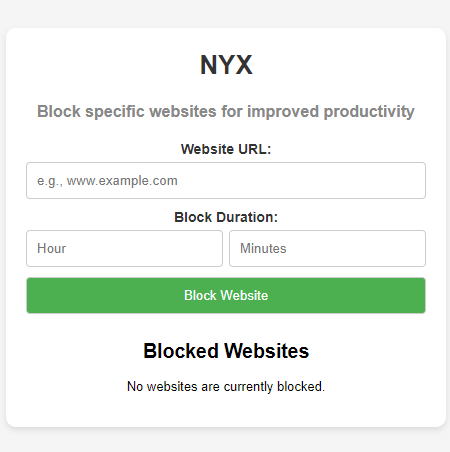 NYX
Block specific websites for improved productivity
Website URL:
e.g., www.example.com
Block Duration:
Hour Minutes
Block Website
Blocked Websites
No websites are currently blocked.